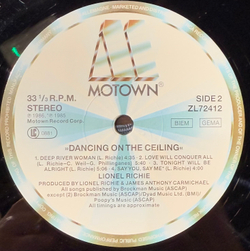 MOTOWN®
33 1/3 R.P.M.
STEREO
SIDE 2
ZL72412
℗ 1986, © 1986
Motown Record Corp.
BIEM
GEMA
»DANCING ON THE CEILING«
1. DEEP RIVER WOMAN (L. Richie) 4:35 · 2. LOVE WILL CONQUER ALL
(L. Richie-C. Weil-G. Phillinganes) 5:40 · 3. TONIGHT WILL BE
ALRIGHT (L. Richie) 5:06 · 4. SAY YOU, SAY ME* (L. Richie) 4:00
LIONEL RICHIE
PRODUCED BY LIONEL RICHIE & JAMES ANTHONY CARMICHAEL
All songs published by Brockman Music (ASCAP)
except (2) Brockman Music (ASCAP)/Dyad Music Ltd. (BMI)/
Poopy's Music (ASCAP)
All timings are approximate